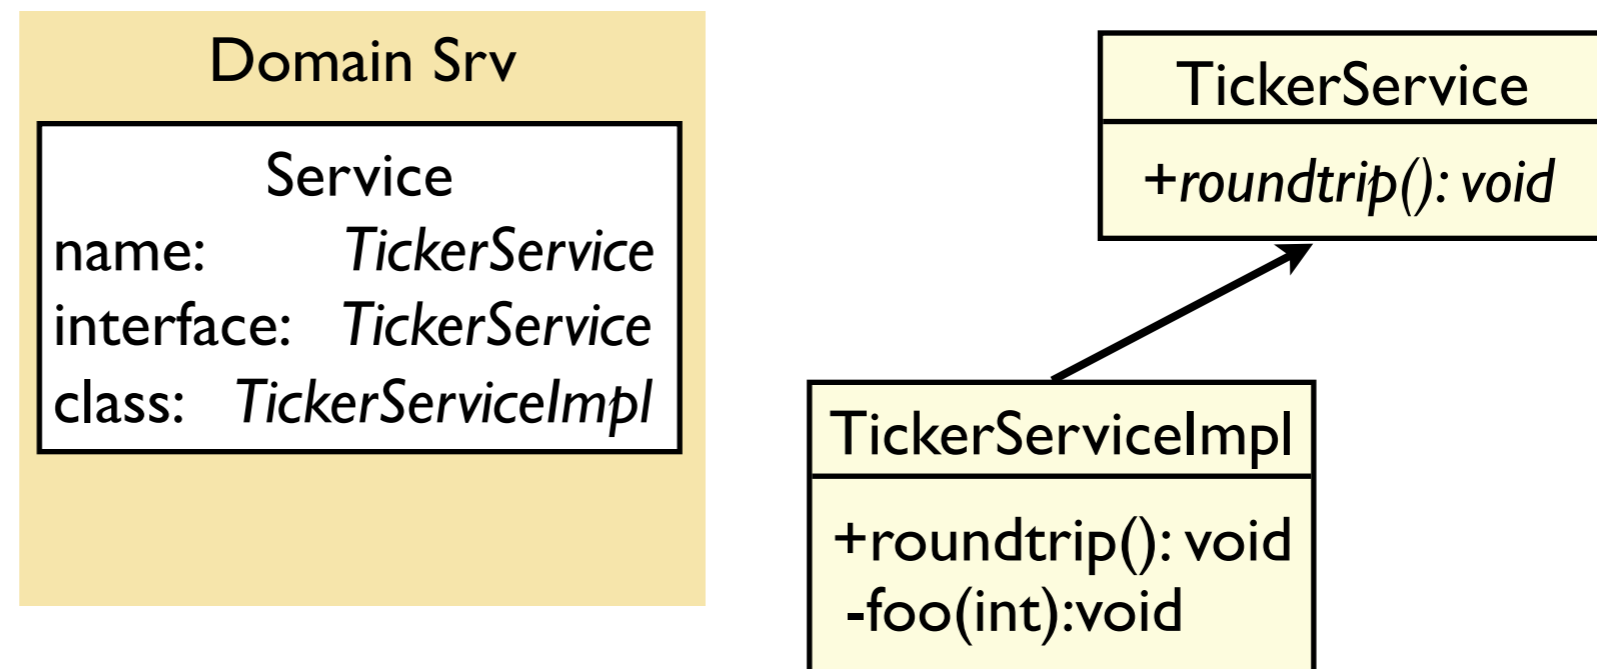 Domain Srv
Service
name: TickerService
interface: TickerService
class: TickerServiceImpl
TickerService
+roundtrip(): void
TickerServiceImpl
+roundtrip(): void
-foo(int):void